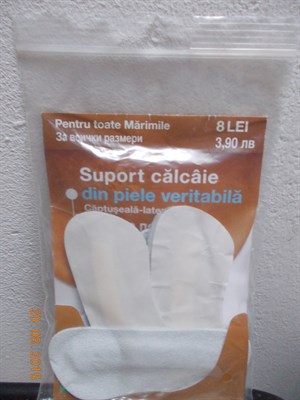 Pentru toate Mărimile
За всички размери
8 LEI
3,90 лв
Suport călcâie
din piele veritabilă